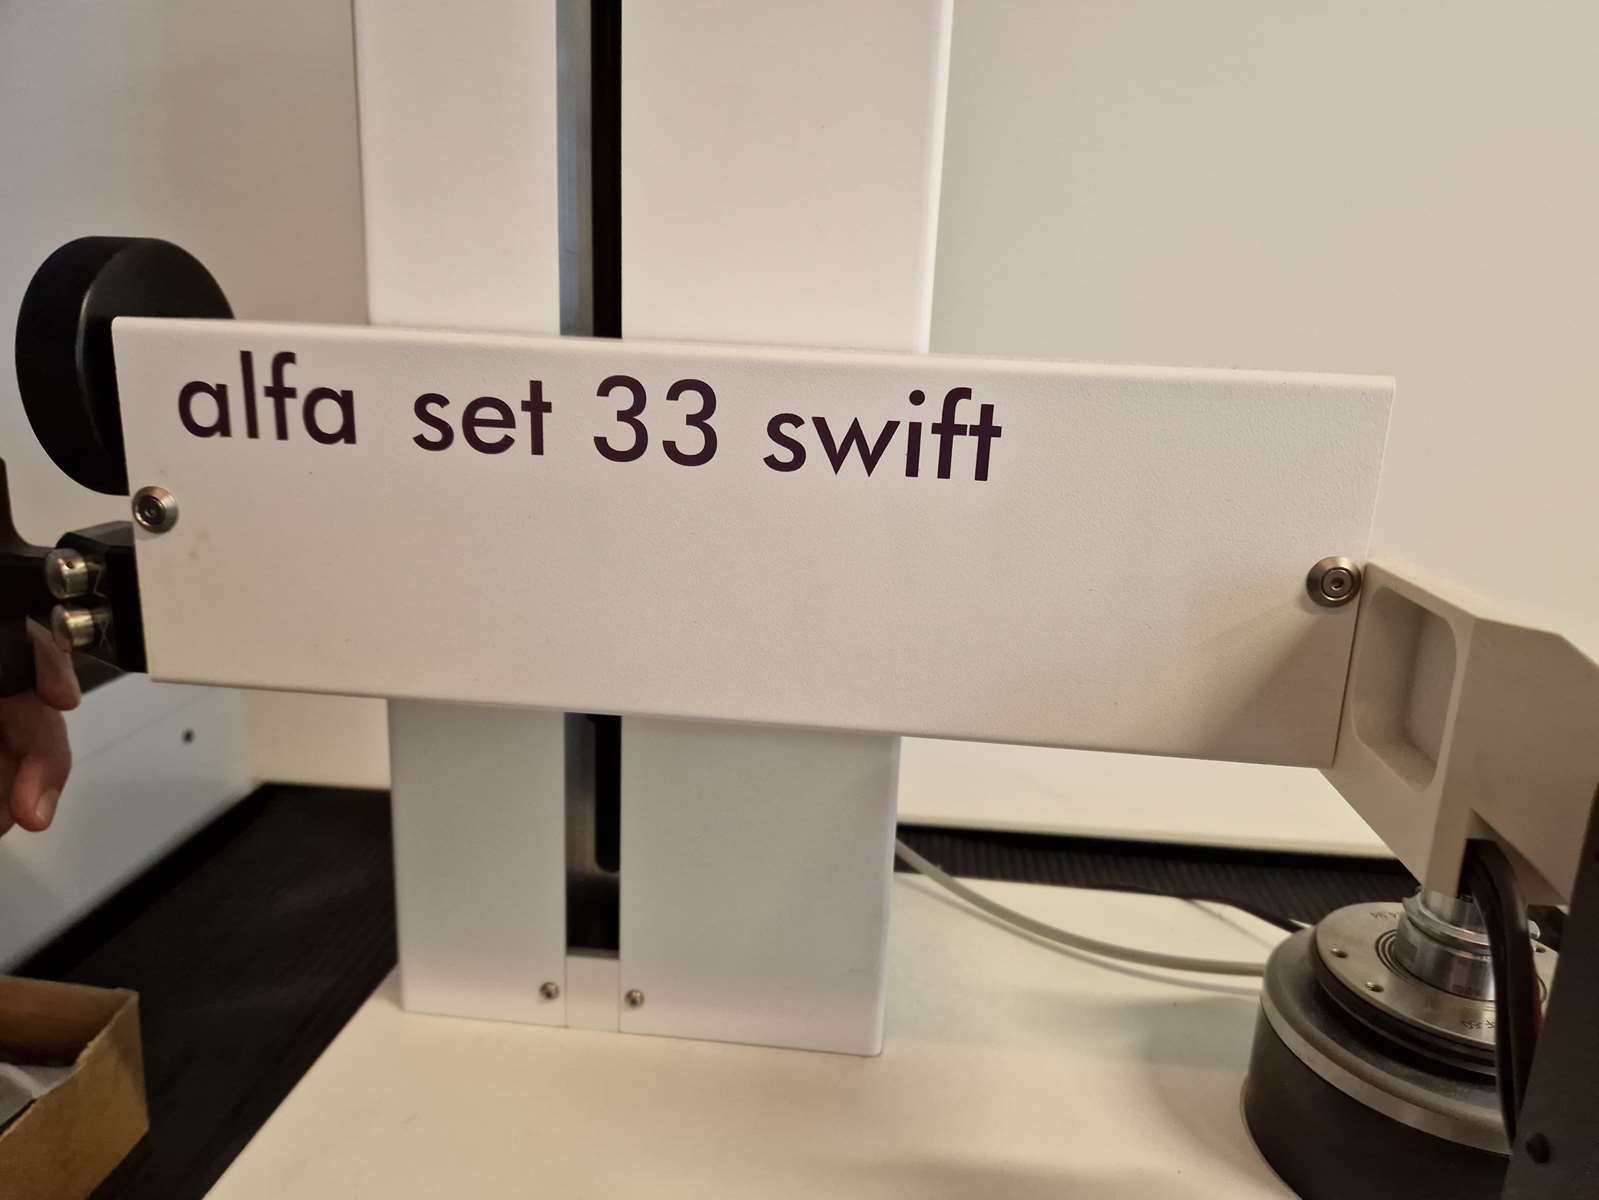 alfa set 33 swift